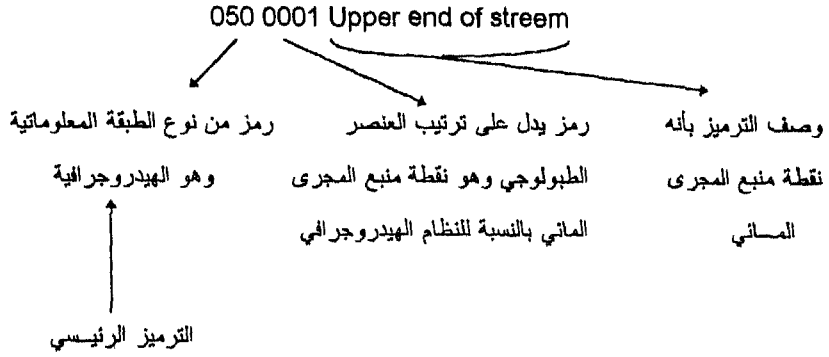 050 0001 Upper end of streem
وصف الترميز بأنه
نقطة منبع المجرى
المـــائي
رمز يدل على ترتيب العنصر
الطبولوجي وهو نقطة منبع المجرى
المائي بالنسبة للنظام الهيدروجرافي
رمز من نوع الطبقة المعلوماتية
وهو الهيدروجرافية
الترميز الرئيــسي